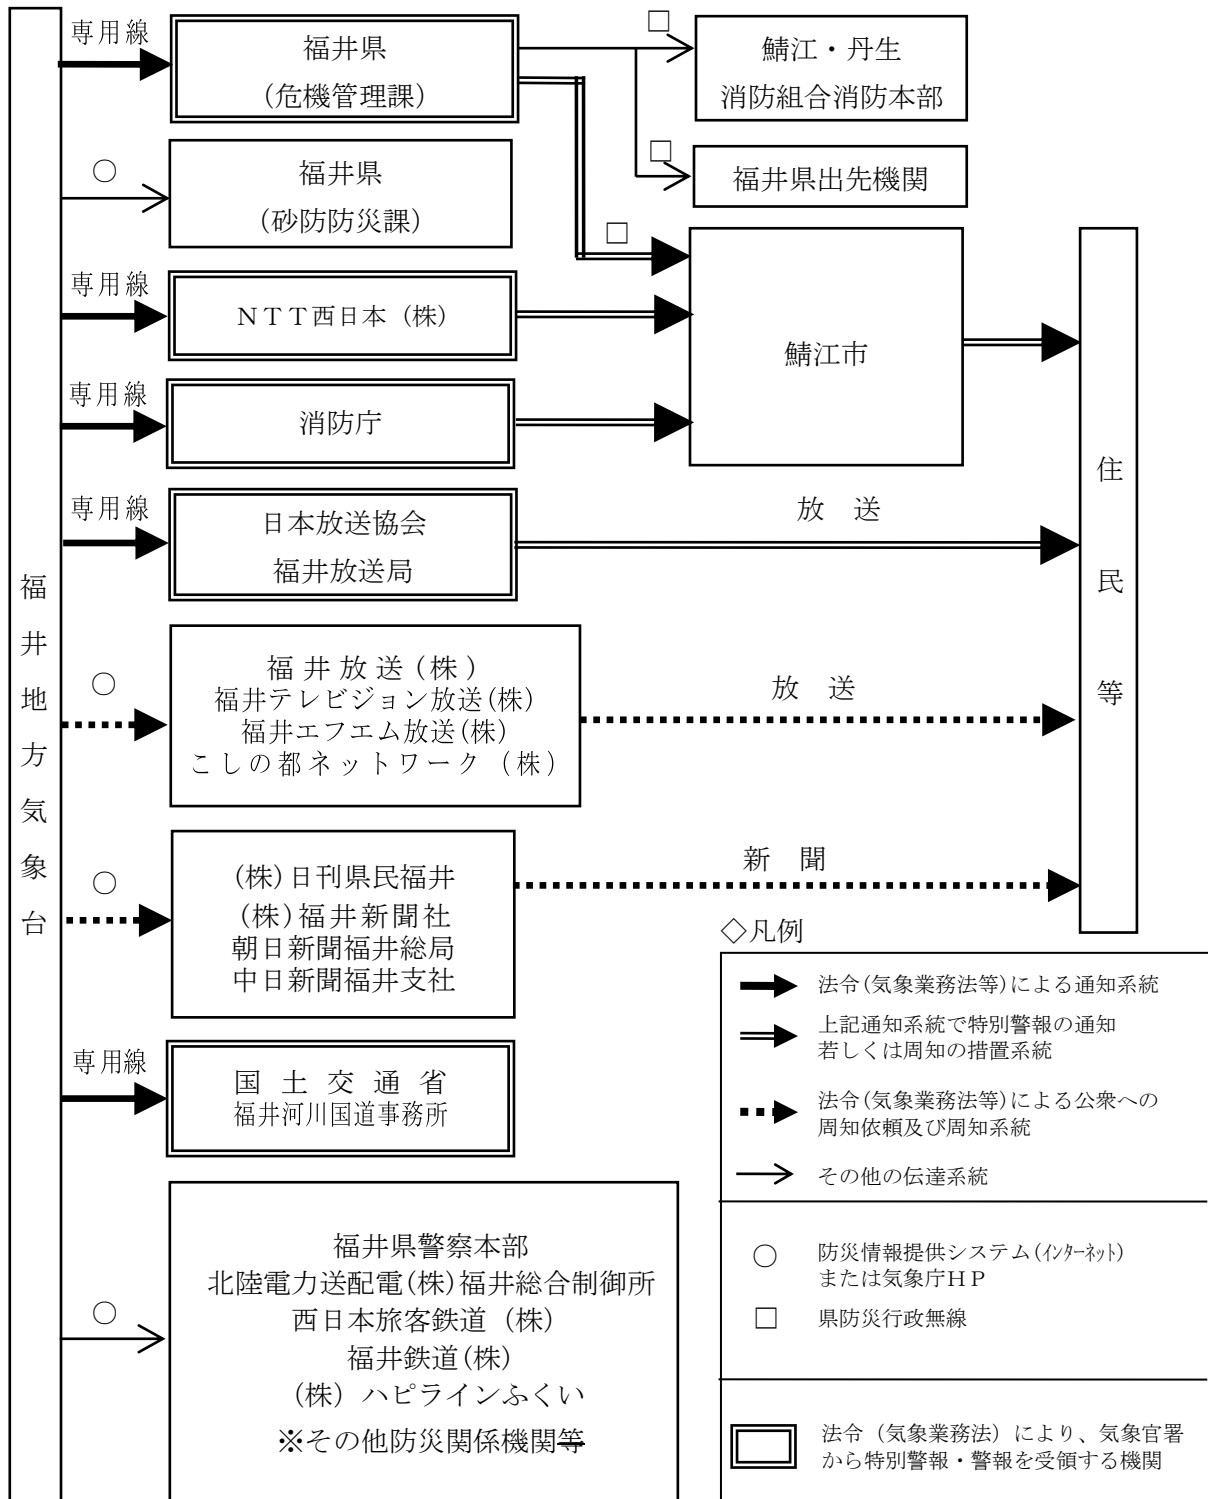 福井地方気象台
専用線
福井県
(危機管理課)
□
鯖江・丹生
消防組合消防本部
□
福井県出先機関
○
福井県
(砂防防災課)
□
専用線
ＮＴＴ西日本（株）
鯖江市
専用線
消防庁
専用線
日本放送協会
福井放送局
放　送
住民等
○
福井放送(株)
福井テレビジョン放送(株)
福井エフエム放送(株)
こしの都ネットワーク（株）
放　送
○
(株)日刊県民福井
(株)福井新聞社
朝日新聞福井総局
中日新聞福井支社
新　聞
専用線
国土交通省
福井河川国道事務所
○
福井県警察本部
北陸電力送配電(株)福井総合制御所
西日本旅客鉄道（株）
福井鉄道(株)
（株）ハピラインふくい
※その他防災関係機関等
◇凡例
法令(気象業務法等)による通知系統
上記通知系統で特別警報の通知
若しくは周知の措置系統
法令(気象業務法等)による公衆への
周知依頼及び周知系統
その他の伝達系統
○ 防災情報提供システム(ｲﾝﾀｰﾈｯﾄ)
または気象庁ＨＰ
□ 県防災行政無線
法令（気象業務法）により、気象官署
から特別警報・警報を受領する機関